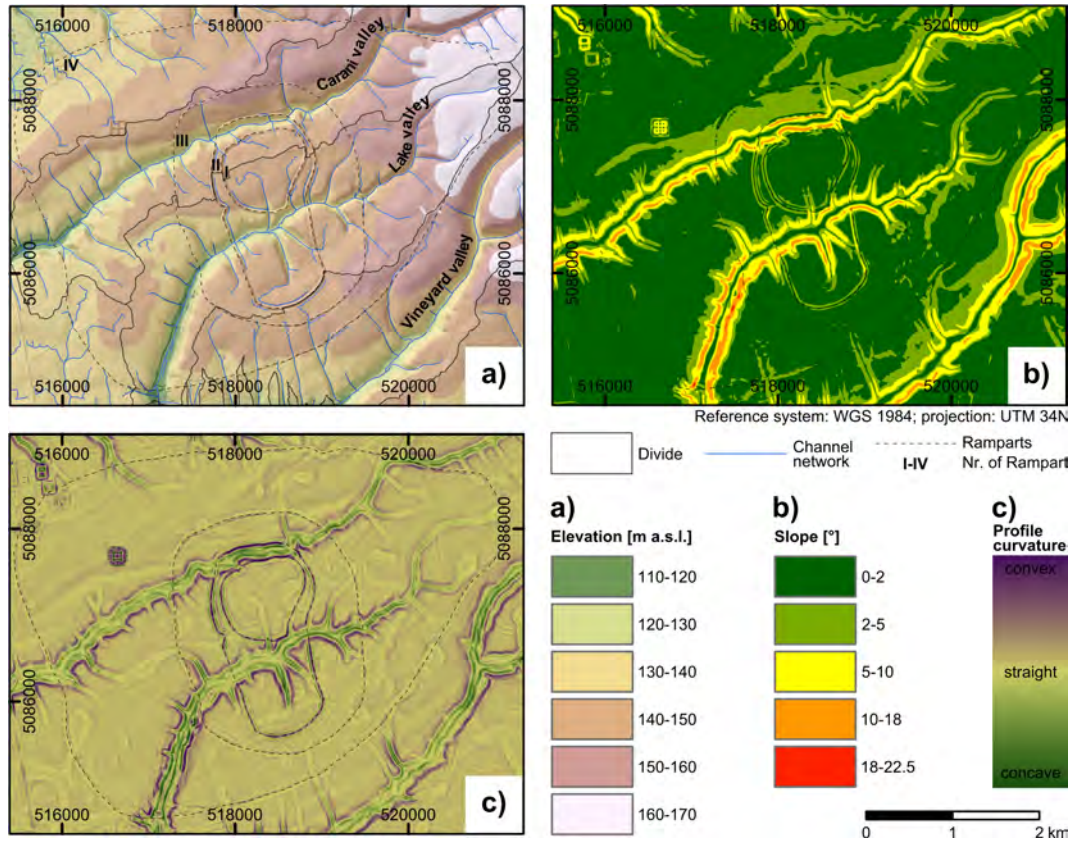 516000 518000 520000
5088000
5086000
IV
III
II
I
Carani valley
Lake valley
Vineyard valley
516000 518000 520000
a)
516000 518000 520000
5088000
5086000
516000 518000 520000
b)
Reference system: WGS 1984; projection: UTM 34N
Divide
Channel network
Ramparts
I-IV Nr. of Rampart
516000 518000 520000
5088000
5086000
516000 518000 520000
c)
a)
Elevation [m a.s.l.]
110-120
120-130
130-140
140-150
150-160
160-170
b)
Slope [°]
0-2
2-5
5-10
10-18
18-22.5
c)
Profile
curvature
convex
straight
concave
0 1 2 km